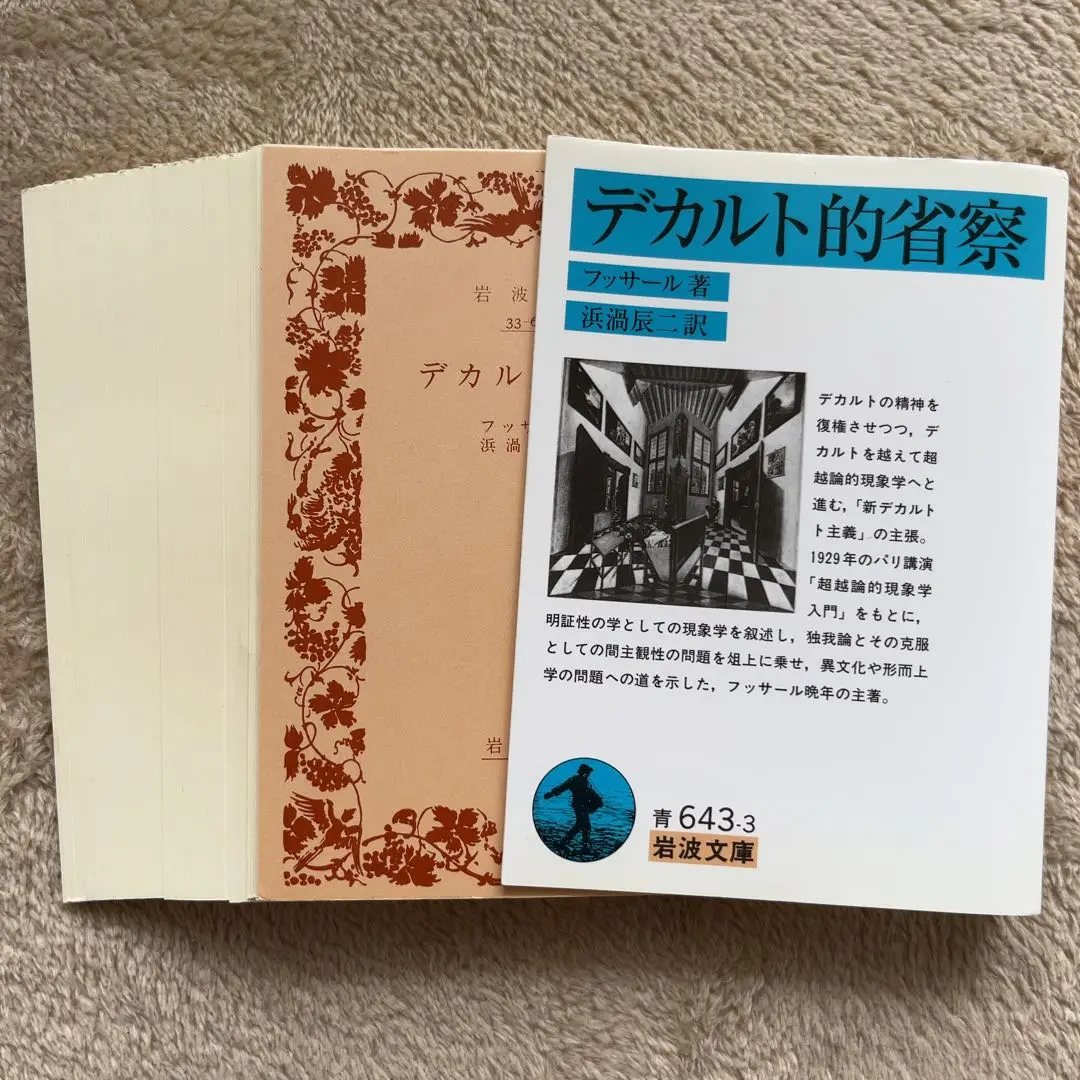 岩波
33-6
デカル
フッサ
浜渦
岩
デカルト的省察
フッサール 著
浜渦辰二訳
デカルトの精神を
復権させつつ，デ
カルトを越えて超
越論的現象学へと
進む，「新デカルト
ト主義」の主張。
1929年のパリ講演
「超越論的現象学
入門」をもとに，
明証性の学としての現象学を叙述し，独我論とその克服
としての間主観性の問題を俎上に乗せ，異文化や形而上
学の問題への道を示した，フッサール晩年の主著。
青 643-3
岩波文庫